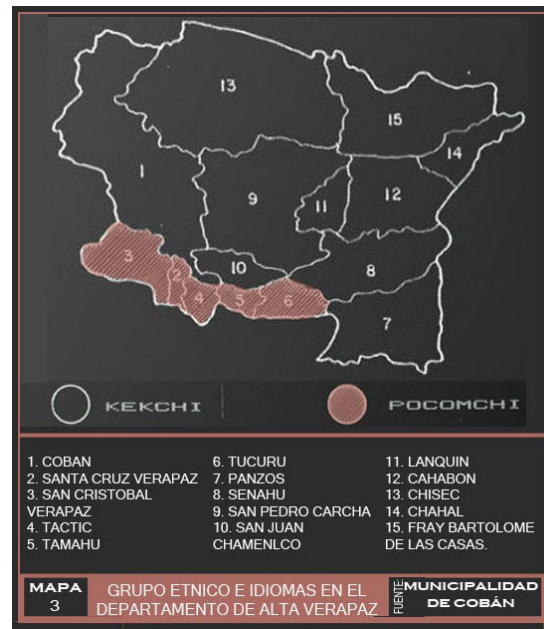 13
15
14
1
9
11
12
3
2
10
8
4
5
6
7
KEKCHI
POCOMCHI
1. COBAN
2. SANTA CRUZ VERAPAZ
3. SAN CRISTOBAL
VERAPAZ
4. TACTIC
5. TAMAHU
6. TUCURU
7. PANZOS
8. SENAHU
9. SAN PEDRO CARCHA
10. SAN JUAN
CHAMENLCO
11. LANQUIN
12. CAHABON
13. CHISEC
14. CHAHAL
15. FRAY BARTOLOME
DE LAS CASAS.
MAPA
3
GRUPO ETNICO E IDIOMAS EN EL
DEPARTAMENTO DE ALTA VERAPAZ
FUENTE:
MUNICIPALIDAD
DE COBÁN